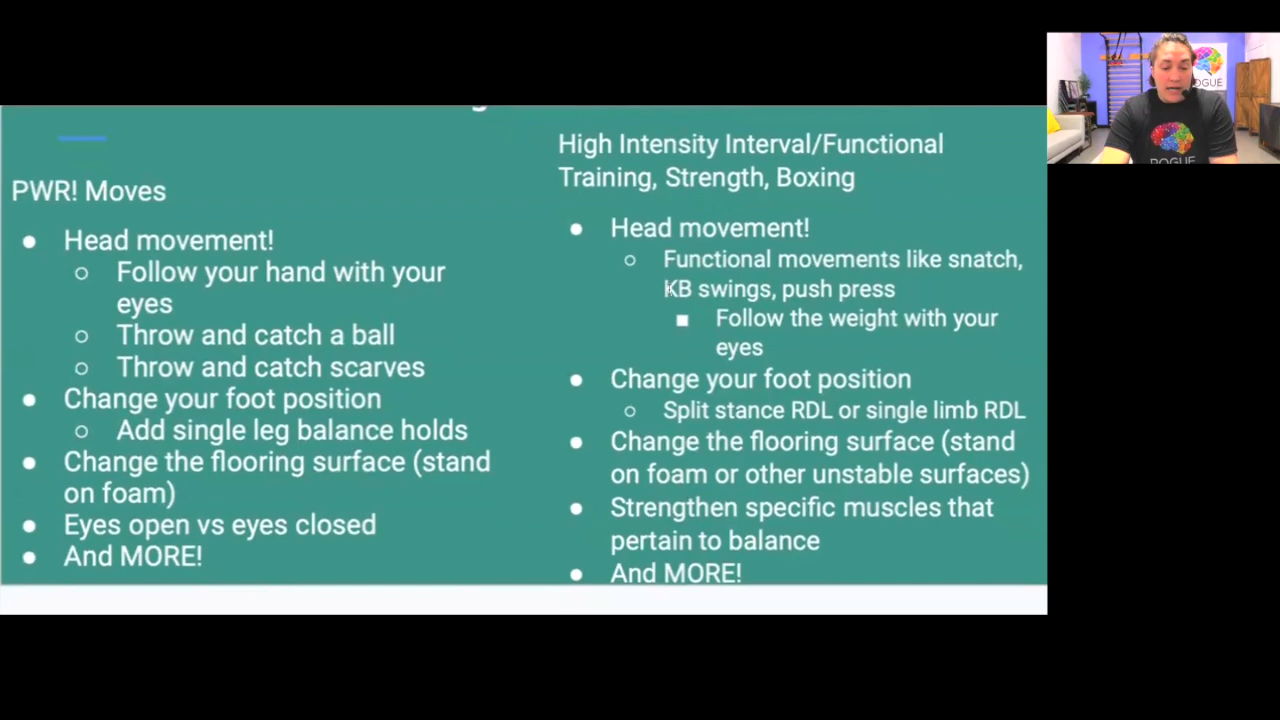 PWR! Moves
● Head movement!
○ Follow your hand with your
eyes
○ Throw and catch a ball
○ Throw and catch scarves
● Change your foot position
○ Add single leg balance holds
● Change the flooring surface (stand
on foam)
● Eyes open vs eyes closed
● And MORE!
High Intensity Interval/Functional
Training, Strength, Boxing
● Head movement!
○ Functional movements like snatch,
KB swings, push press
■ Follow the weight with your
eyes
● Change your foot position
○ Split stance RDL or single limb RDL
● Change the flooring surface (stand
on foam or other unstable surfaces)
● Strengthen specific muscles that
pertain to balance
● And MORE!
ROGUE
ROGUE